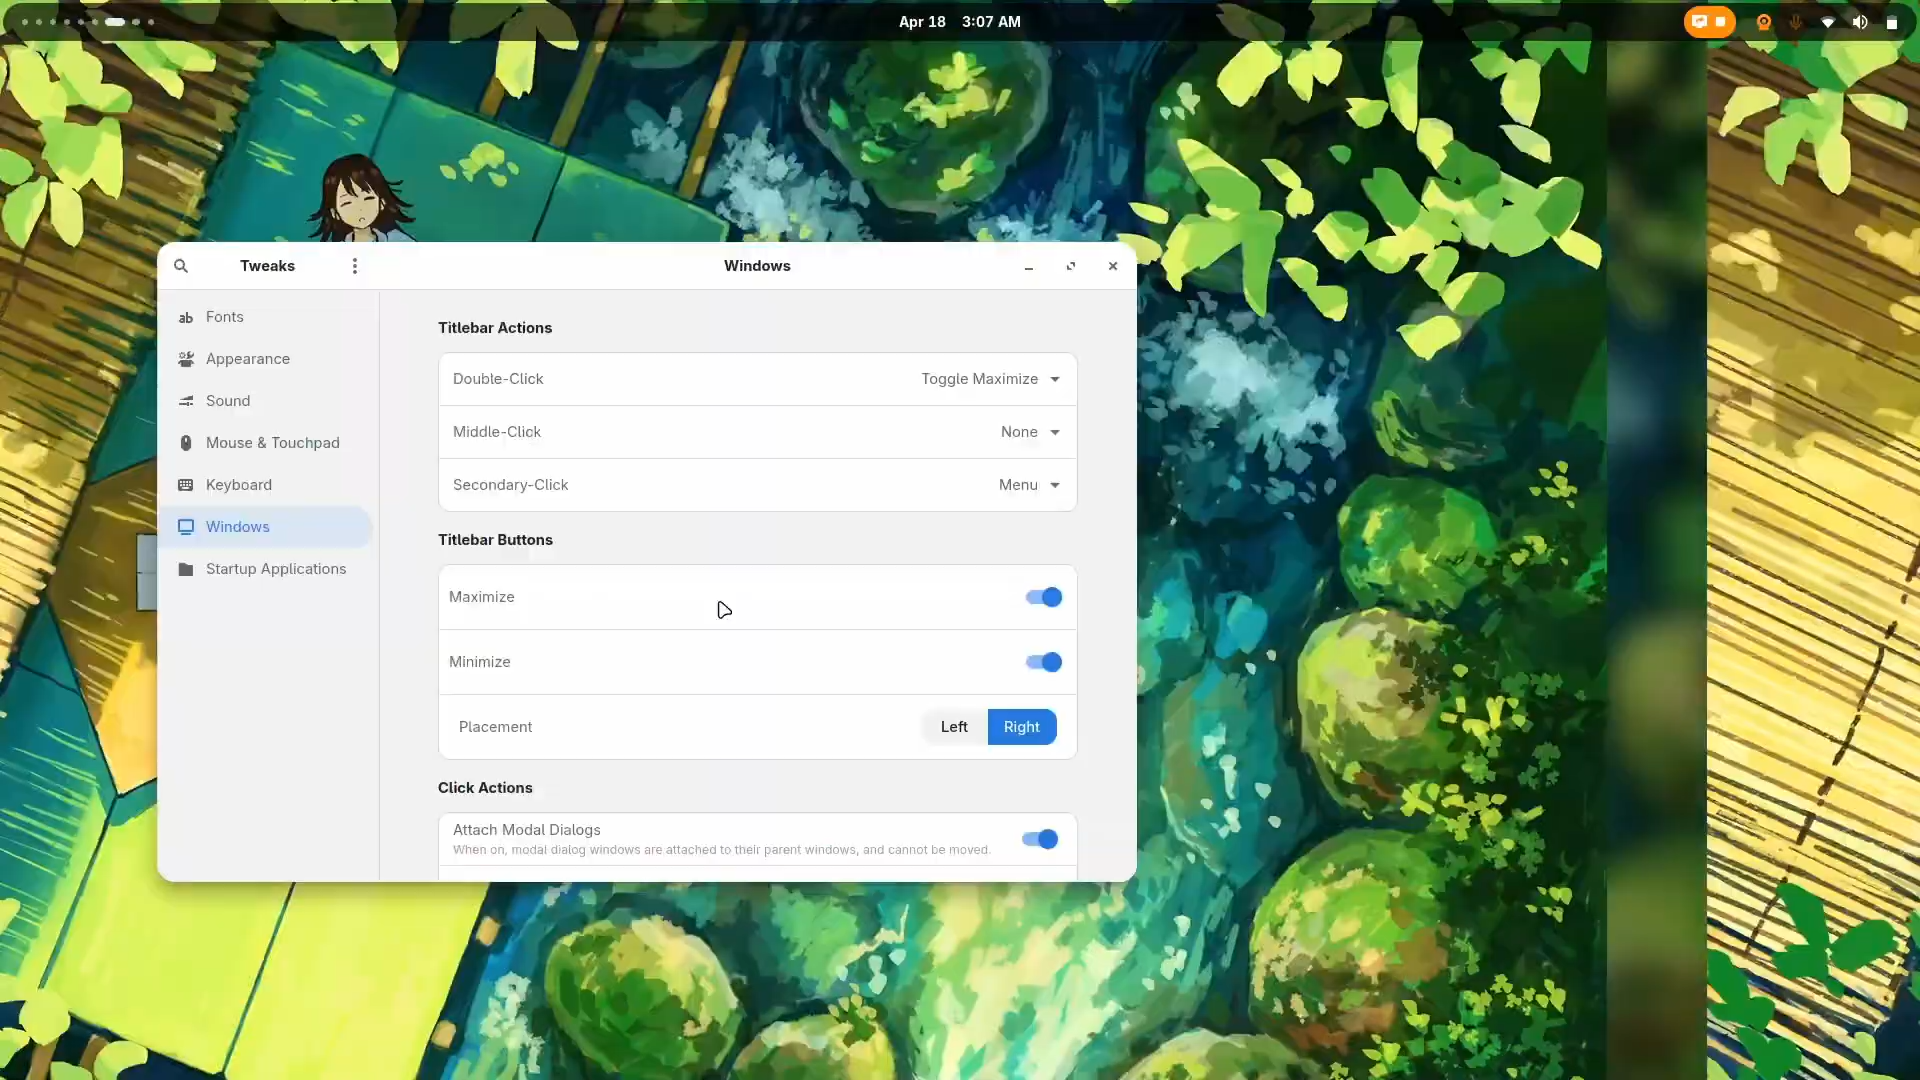 Apr 18 3:07 AM
Tweaks
Windows
Fonts
Appearance
Sound
Mouse & Touchpad
Keyboard
Windows
Startup Applications
Titlebar Actions
Double-Click Toggle Maximize
Middle-Click None
Secondary-Click Menu
Titlebar Buttons
Maximize
Minimize
Placement Left Right
Click Actions
Attach Modal Dialogs
When on, modal dialog windows are attached to their parent windows, and cannot be moved.